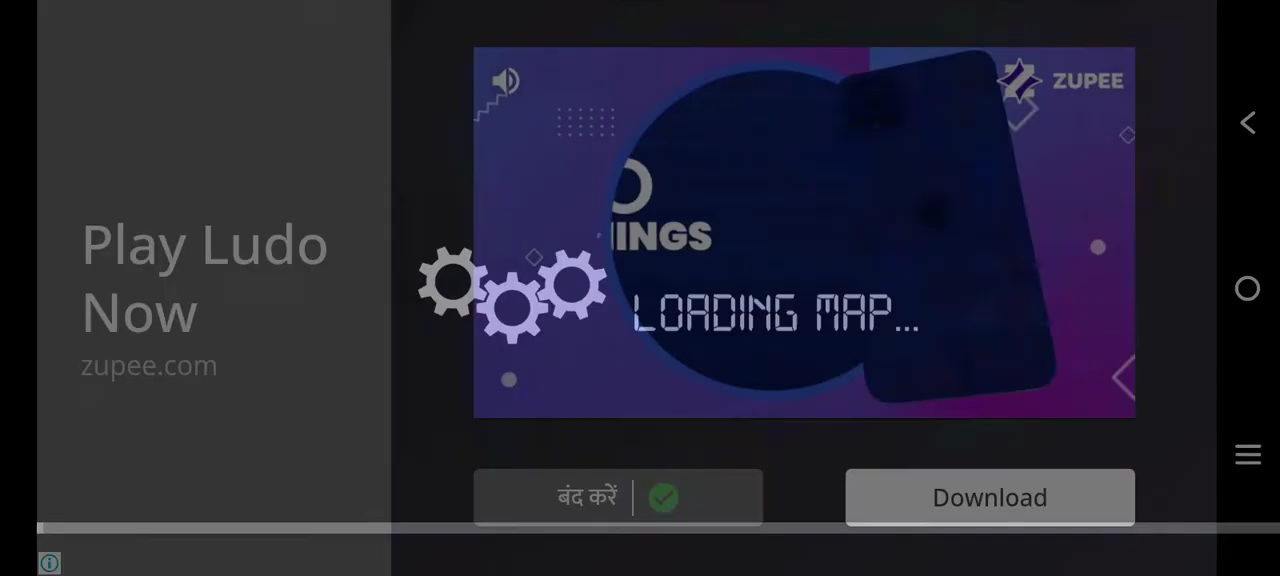 ZUPEE
O
INGS
Play Ludo
Now
zupee.com
LOADING MAP...
बंद करें
Download